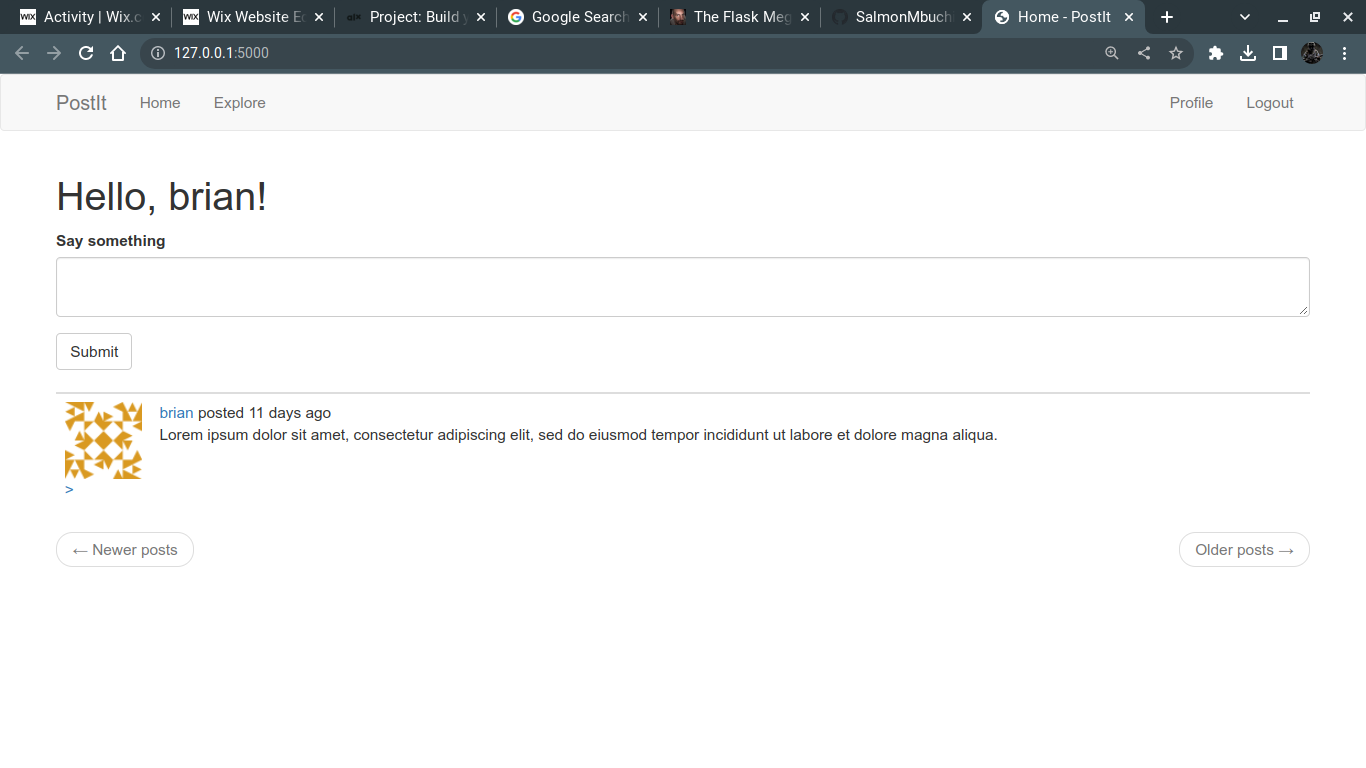 Activity | Wix.c
Wix Website Ed
Project: Build y
Google Search
The Flask Meg
SalmonMbuch
Home - PostIt
127.0.0.1:5000
PostIt Home Explore Profile Logout
Hello, brian!
Say something
Submit
brian posted 11 days ago
Lorem ipsum dolor sit amet, consectetur adipiscing elit, sed do eiusmod tempor incididunt ut labore et dolore magna aliqua.
>
← Newer posts
Older posts →